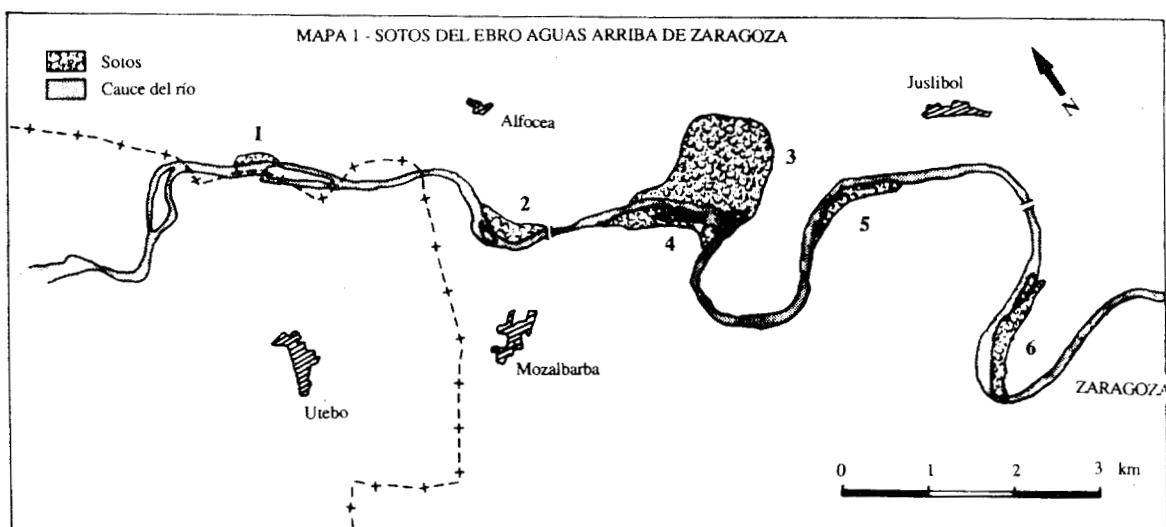 MAPA 1 - SOTOS DEL EBRO AGUAS ARRIBA DE ZARAGOZA
Sotos
Cauce del río
Juslibol
Alfocea
N
1
2
3
4
5
6
Mozalbarba
Utebo
ZARAGOZA
0 1 2 3 km